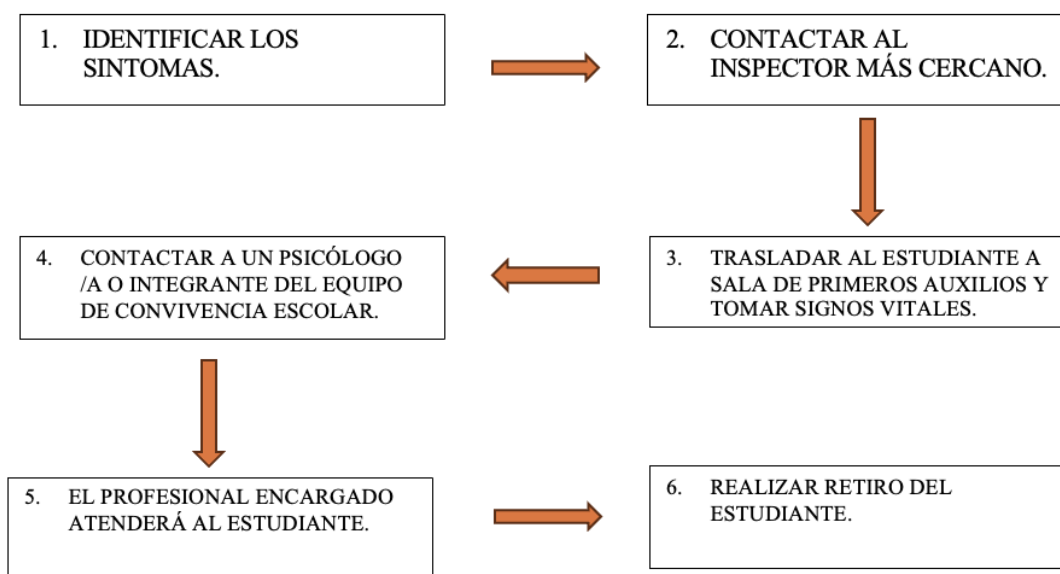 1. IDENTIFICAR LOS
SINTOMAS.
2. CONTACTAR AL
INSPECTOR MÁS CERCANO.
3. TRASLADAR AL ESTUDIANTE A
SALA DE PRIMEROS AUXILIOS Y
TOMAR SIGNOS VITALES.
4. CONTACTAR A UN PSICÓLOGO
/A O INTEGRANTE DEL EQUIPO
DE CONVIVENCIA ESCOLAR.
5. EL PROFESIONAL ENCARGADO
ATENDERÁ AL ESTUDIANTE.
6. REALIZAR RETIRO DEL
ESTUDIANTE.